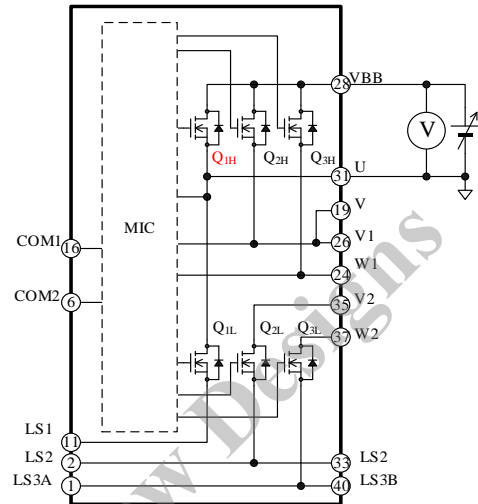 28 VBB
V
Q1H Q2H Q3H
31 U
19 V
MIC
COM1 16
26 V1
24 W1
COM2 6
35 V2
37 W2
Q1L Q2L Q3L
LS1 11
LS2 2
33 LS2
LS3A 1
40 LS3B
w Designs